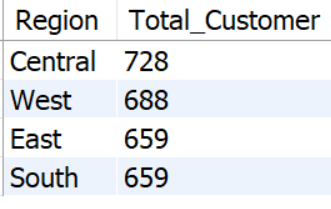 Region Total_Customer
Central 728
West 688
East 659
South 659